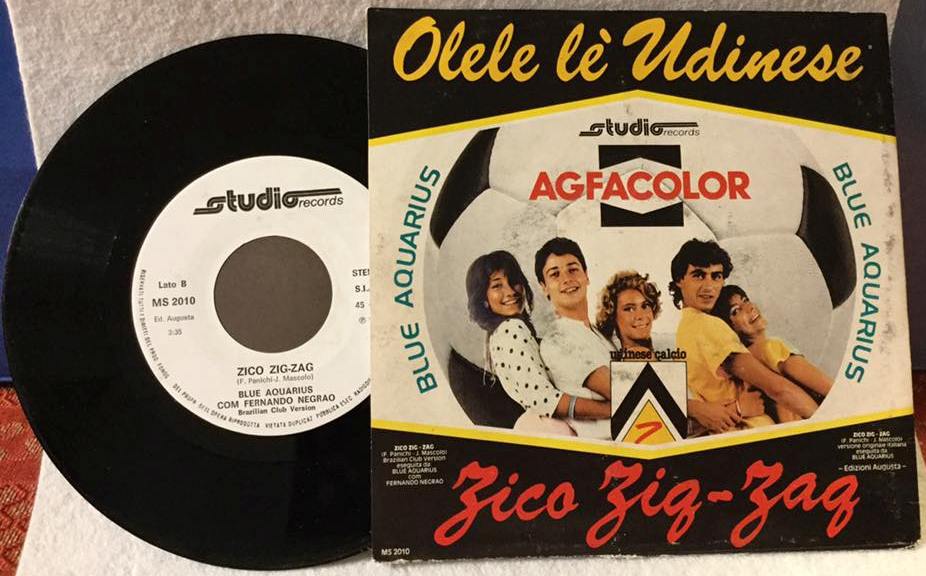 studio records
Lato B
MS 2010
Ed. Augusta
3:35
STE
S.I.
45
ZICO ZIG-ZAG
(F. Panichi-J. Mascolo)
BLUE AQUARIUS
COM FERNANDO NEGRAO
Brazilian Club Version
Olele lè Udinese
studio records
AGFACOLOR
BLUE AQUARIUS
BLUE AQUARIUS
udinese calcio
Z
ZICO ZIG - ZAG
(F. Panichi - J. Mascolo)
Brazilian Club Version
eseguita da
BLUE AQUARIUS
com
FERNANDO NEGRAO
ZICO ZIG - ZAG
(F. Panichi - J. Mascolo)
versione originale italiana
eseguita da
BLUE AQUARIUS
- Edizioni Augusta -
Zico Zig-Zag
MS 2010